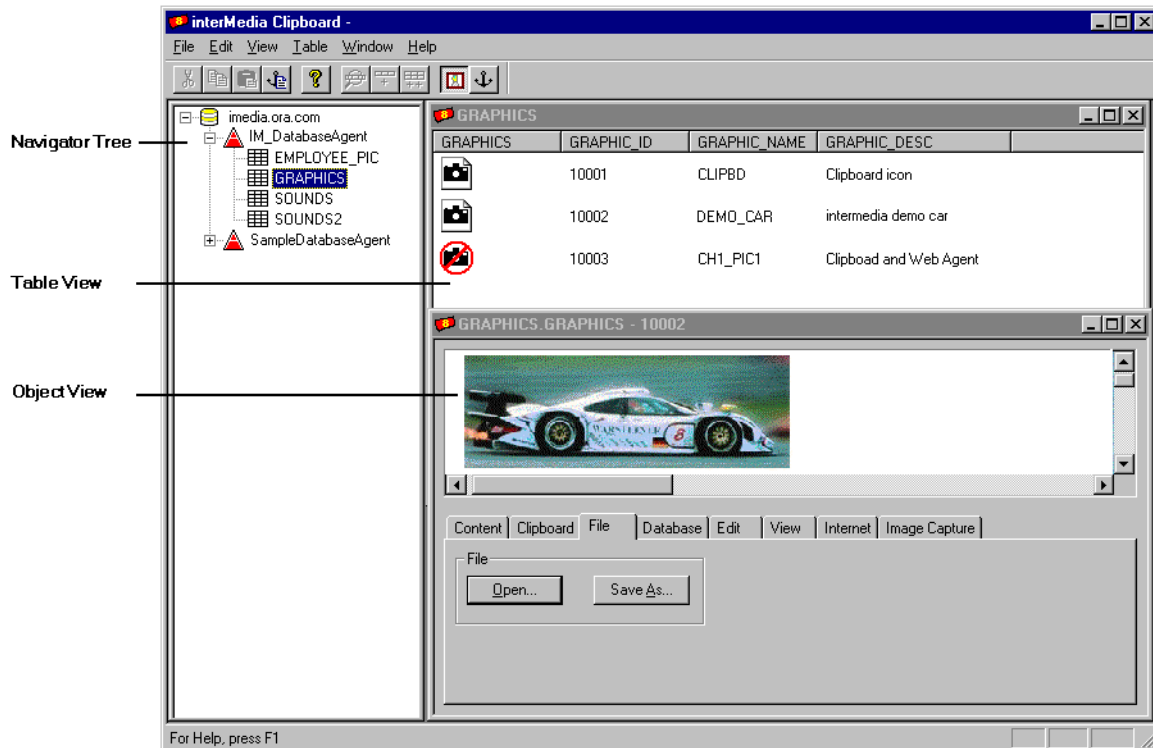 interMedia Clipboard -
File Edit View Table Window Help
Navigator Tree
Table View
Object View
imedia.ora.com
IM_DatabaseAgent
EMPLOYEE_PIC
GRAPHICS
SOUNDS
SOUNDS2
SampleDatabaseAgent
GRAPHICS
GRAPHICS GRAPHIC_ID GRAPHIC_NAME GRAPHIC_DESC
10001 CLIPBD Clipboard icon
10002 DEMO_CAR intermedia demo car
10003 CH1_PIC1 Clipboad and Web Agent
GRAPHICS.GRAPHICS - 10002
WARSTEINER
8
Content Clipboard File Database Edit View Internet Image Capture
File
Open... Save As...
For Help, press F1